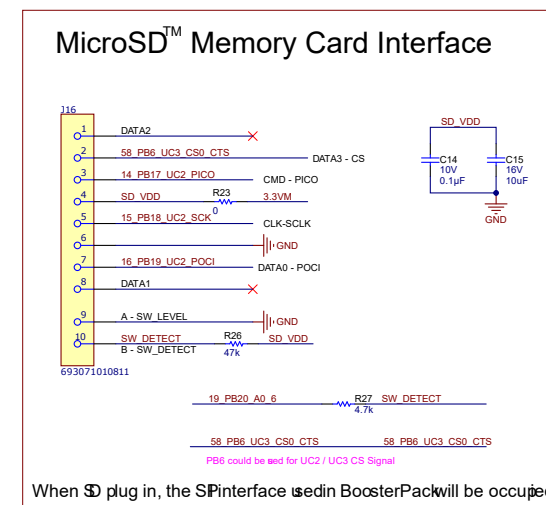 MicroSD™ Memory Card Interface
J16
1 DATA2
2 58_PB6_UC3_CS0_CTS DATA3 - CS
3 14_PB17_UC2_PICO CMD - PICO
4 SD_VDD R23 0 3.3VM
5 15_PB18_UC2_SCK CLK-SCLK
6 GND
7 16_PB19_UC2_POCI DATA0 - POCI
8 DATA1
9 A - SW_LEVEL GND
10 SW_DETECT R26 SD_VDD
B - SW_DETECT 47k
693071010811
SD_VDD
C14 C15
10V 16V
0.1µF 10uF
GND
19_PB20_A0_6 R27 SW_DETECT
4.7k
58_PB6_UC3_CS0_CTS 58_PB6_UC3_CS0_CTS
PB6 could be used for UC2 / UC3 CS Signal
When SD plug in, the SPI interface used in BoosterPack will be occupied